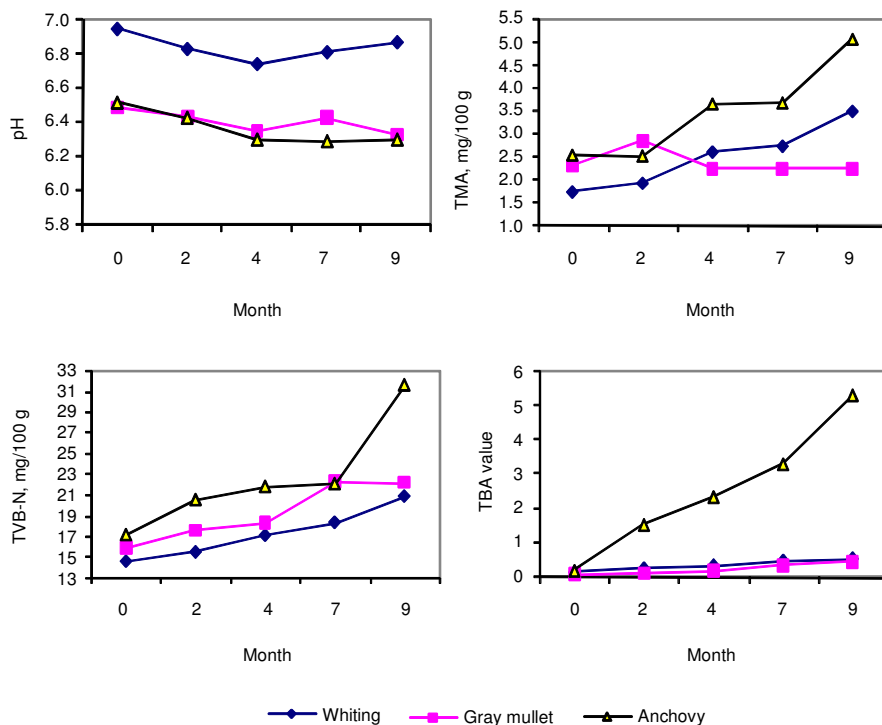 pH
7.0
6.8
6.6
6.4
6.2
6.0
5.8
0 2 4 7 9
Month
TMA, mg/100 g
5.5
5.0
4.5
4.0
3.5
3.0
2.5
2.0
1.5
1.0
0 2 4 7 9
Month
TVB-N, mg/100 g
33
31
29
27
25
23
21
19
17
15
13
0 2 4 7 9
Month
TBA value
6
5
4
3
2
1
0
0 2 4 7 9
Month
Whiting Gray mullet Anchovy